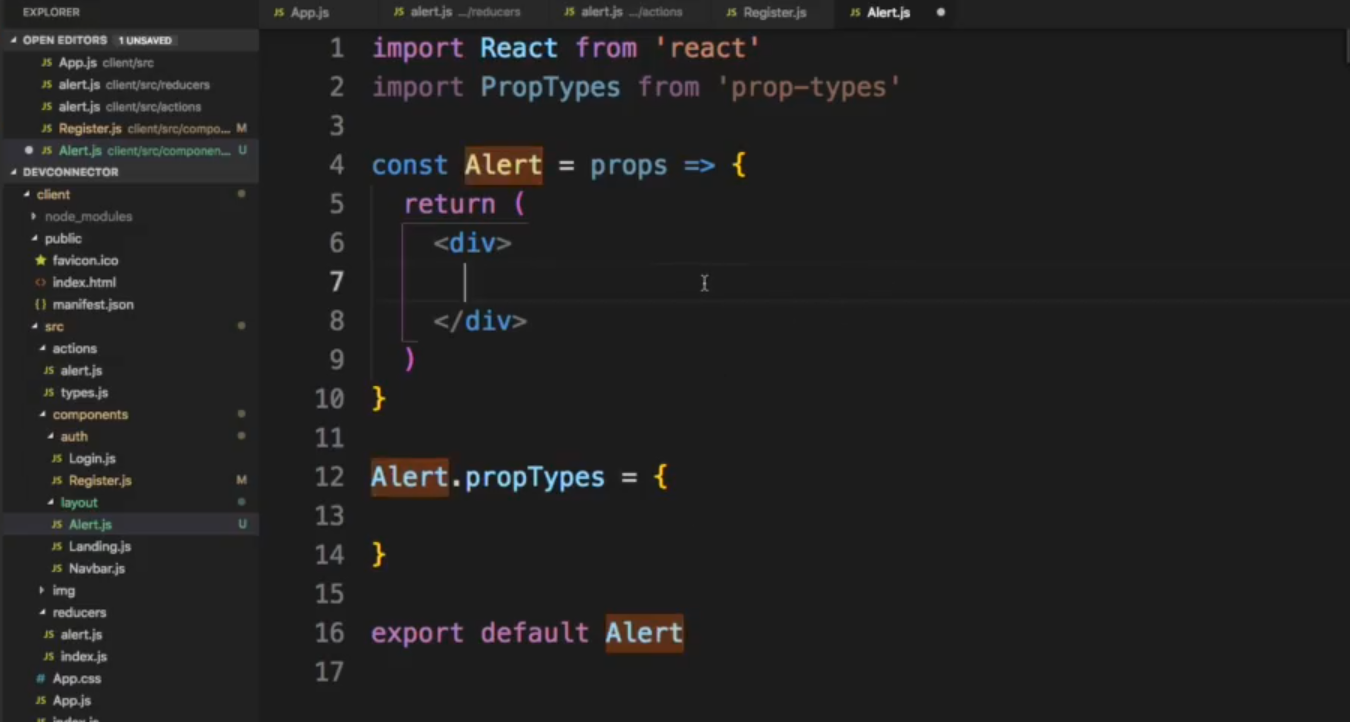 EXPLORER
OPEN EDITORS 1 UNSAVED
JS App.js client/src
JS alert.js client/src/reducers
JS alert.js client/src/actions
JS Register.js client/src/compo... M
JS Alert.js client/src/componen... U
DEVCONNECTOR
client
node_modules
public
favicon.ico
<> index.html
{} manifest.json
src
actions
JS alert.js
JS types.js
components
auth
JS Login.js
JS Register.js M
layout
JS Alert.js U
JS Landing.js
JS Navbar.js
img
reducers
JS alert.js
JS index.js
# App.css
JS App.js
JS index.js
JS App.js JS alert.js .../reducers JS alert.js .../actions JS Register.js JS Alert.js
1 import React from 'react'
2 import PropTypes from 'prop-types'
3
4 const Alert = props => {
5 return (
6 <div>
7
8 </div>
9 )
10 }
11
12 Alert.propTypes = {
13
14 }
15
16 export default Alert
17